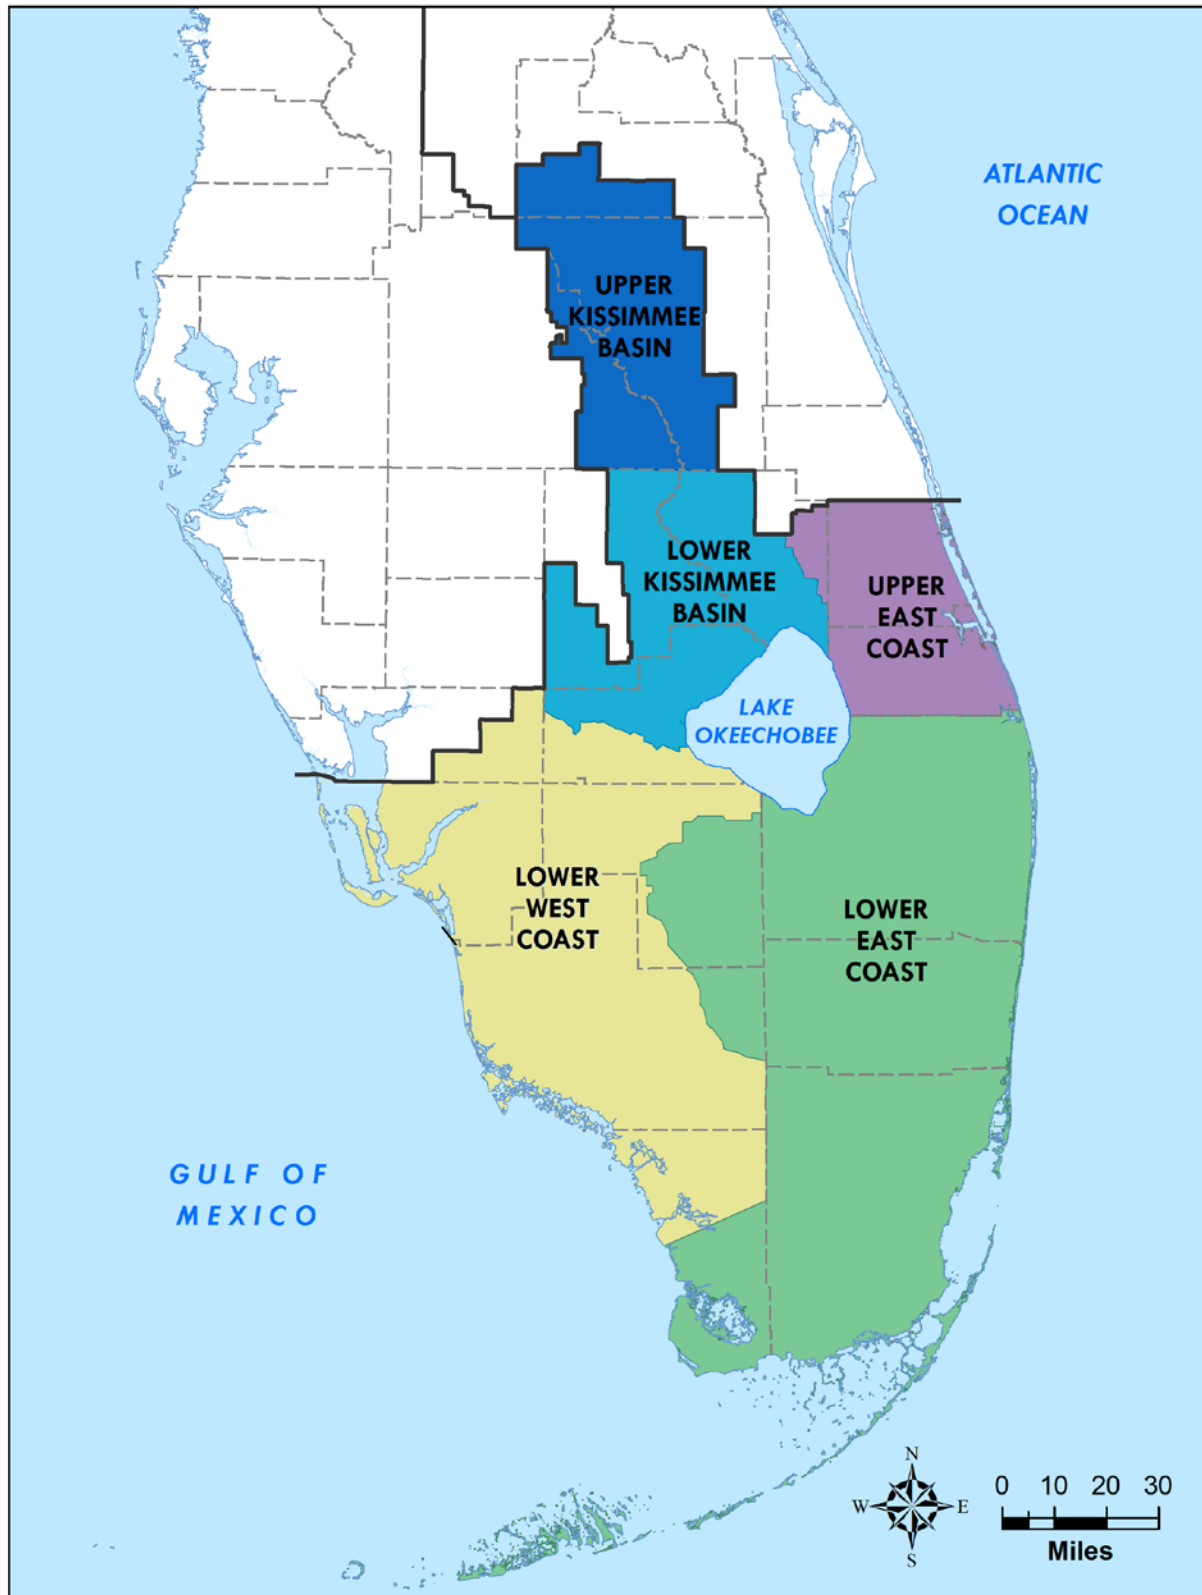 ATLANTIC
OCEAN
UPPER
KISSIMMEE
BASIN
LOWER
KISSIMMEE
BASIN
UPPER
EAST
COAST
LAKE
OKEECHOBEE
LOWER
WEST
COAST
LOWER
EAST
COAST
GULF OF
MEXICO
N
W E
S
0 10 20 30
Miles